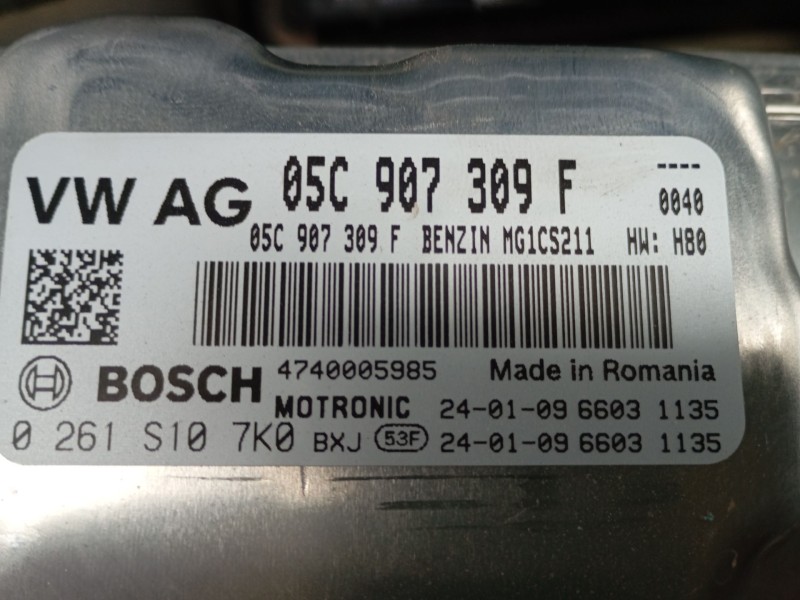 VW AG 05C 907 309 F ----
0040
05C 907 309 F BENZIN MG1CS211 HW: H80
BOSCH 4740005985 Made in Romania
MOTRONIC 24-01-09 6603 1135
0 261 S10 7K0 BXJ 53F 24-01-09 6603 1135